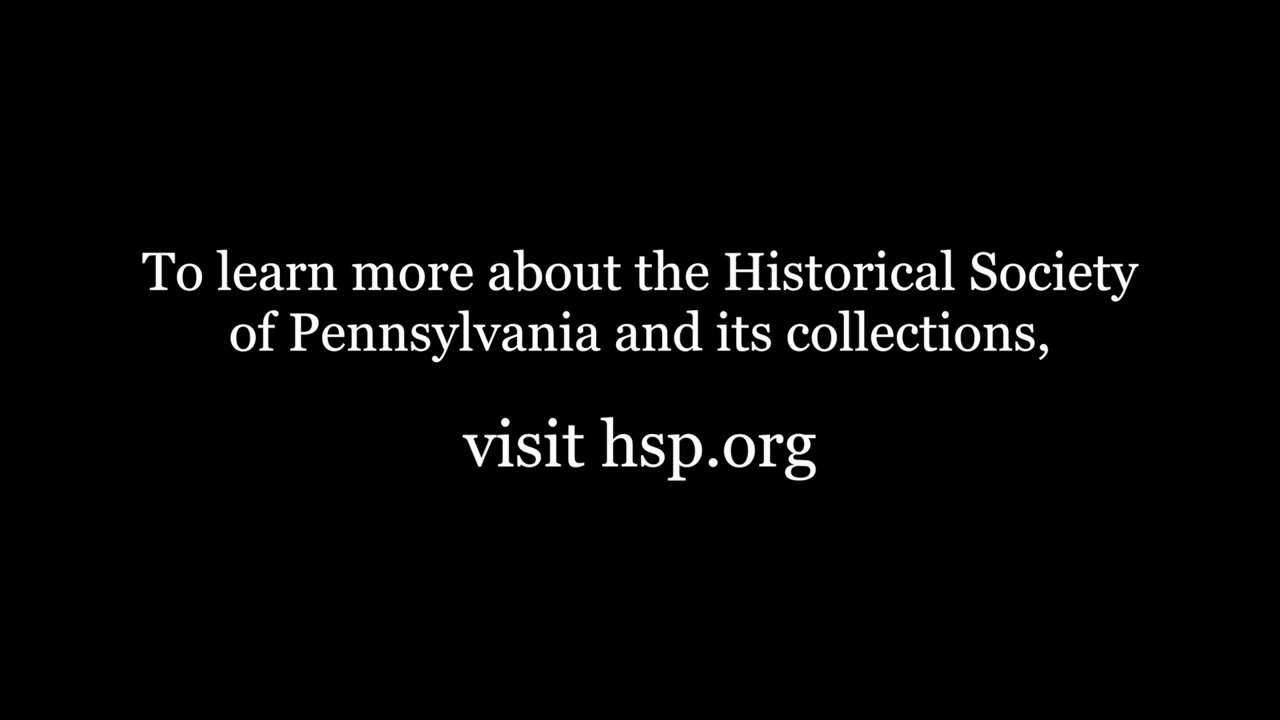 To learn more about the Historical Society
of Pennsylvania and its collections,
visit hsp.org